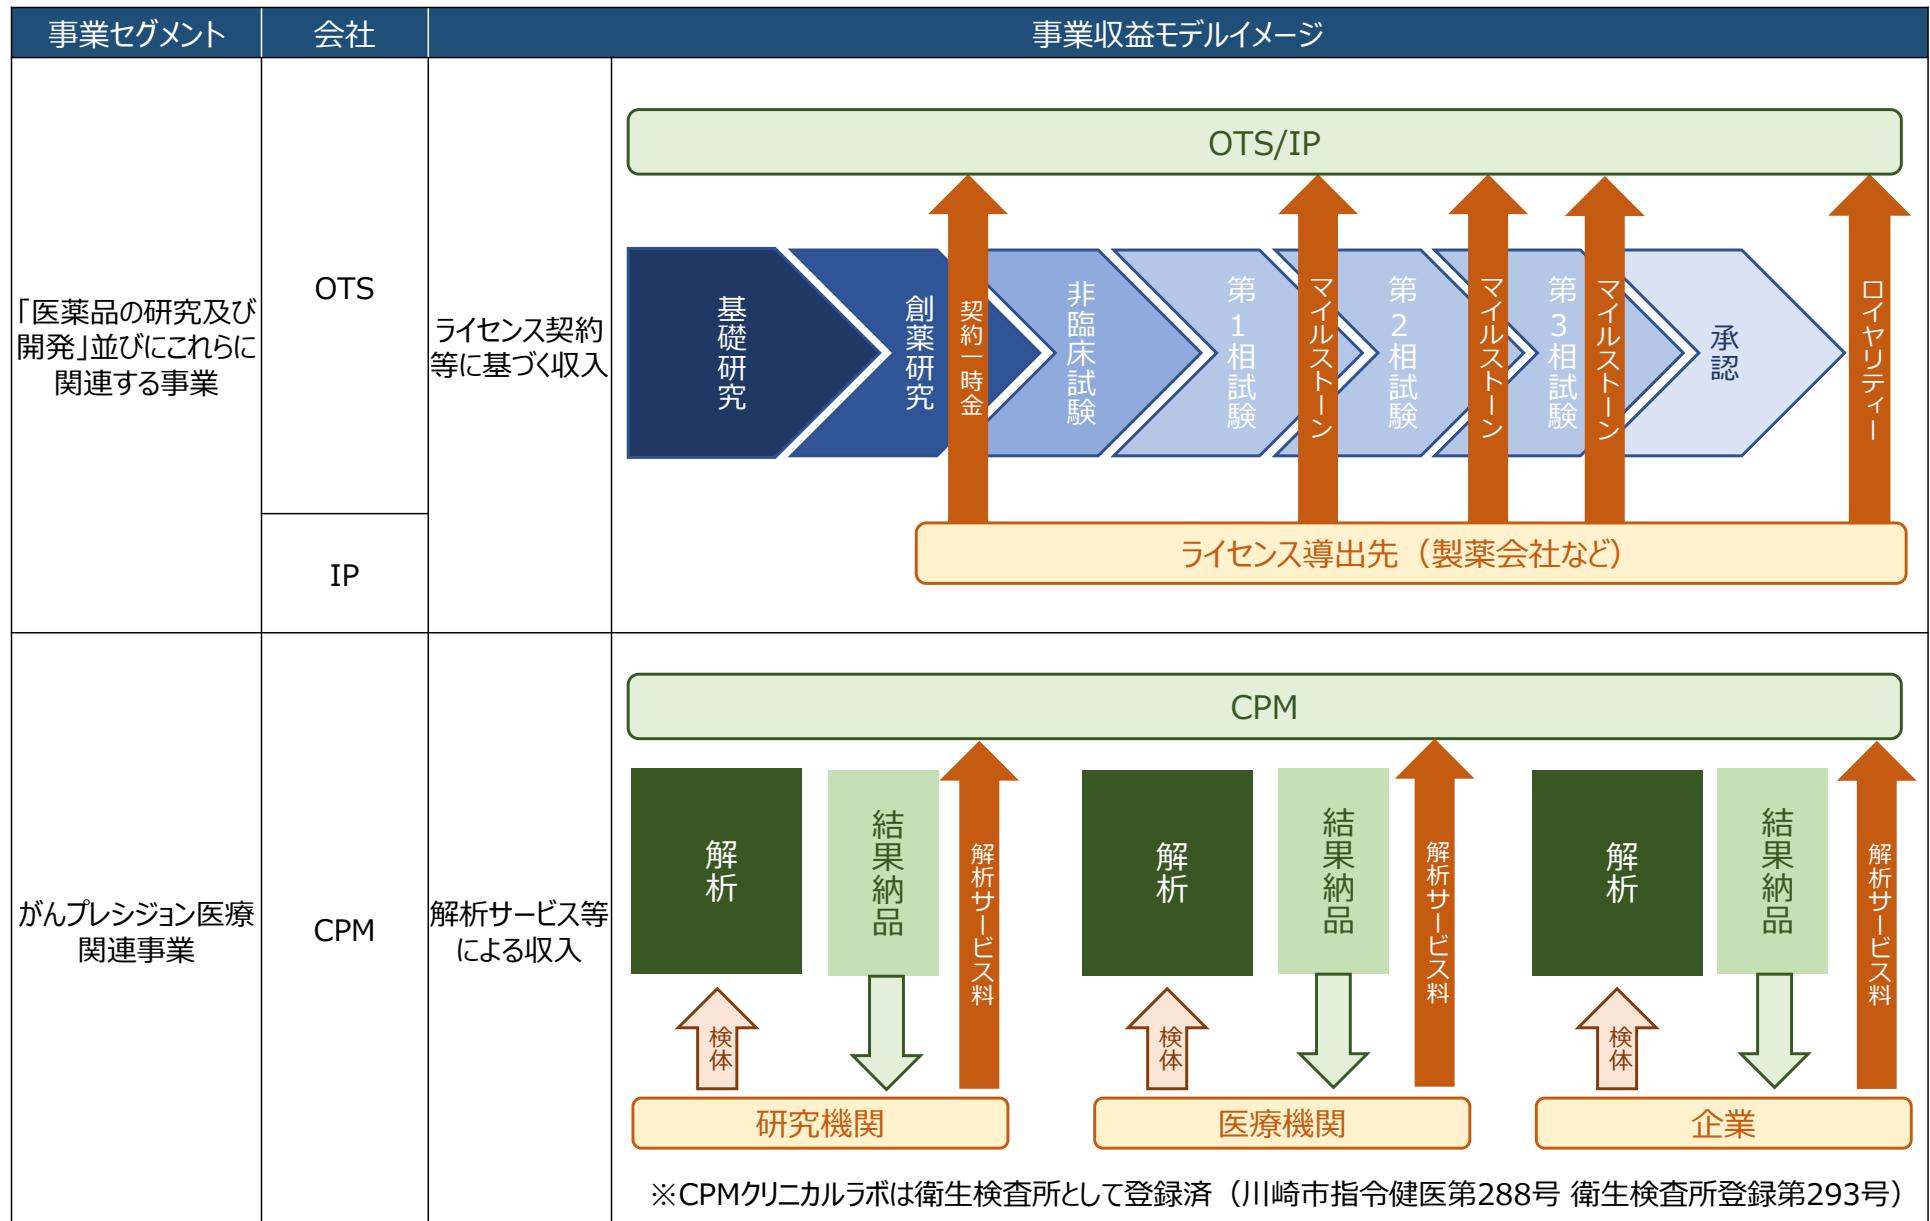 事業セグメント 会社 事業収益モデルイメージ
「医薬品の研究及び
開発」並びにこれらに
関連する事業
OTS
IP
ライセンス契約
等に基づく収入
OTS/IP
基礎研究
創薬研究
契約一時金
非臨床試験
第1相試験
マイルストーン
第2相試験
マイルストーン
第3相試験
マイルストーン
承認
ロイヤリティー
ライセンス導出先（製薬会社など）
がんプレシジョン医療
関連事業
CPM
解析サービス等
による収入
CPM
解析
結果納品
解析サービス料
検体
研究機関
解析
結果納品
解析サービス料
検体
医療機関
解析
結果納品
解析サービス料
検体
企業
※CPMクリニカルラボは衛生検査所として登録済（川崎市指令健医第288号 衛生検査所登録第293号）